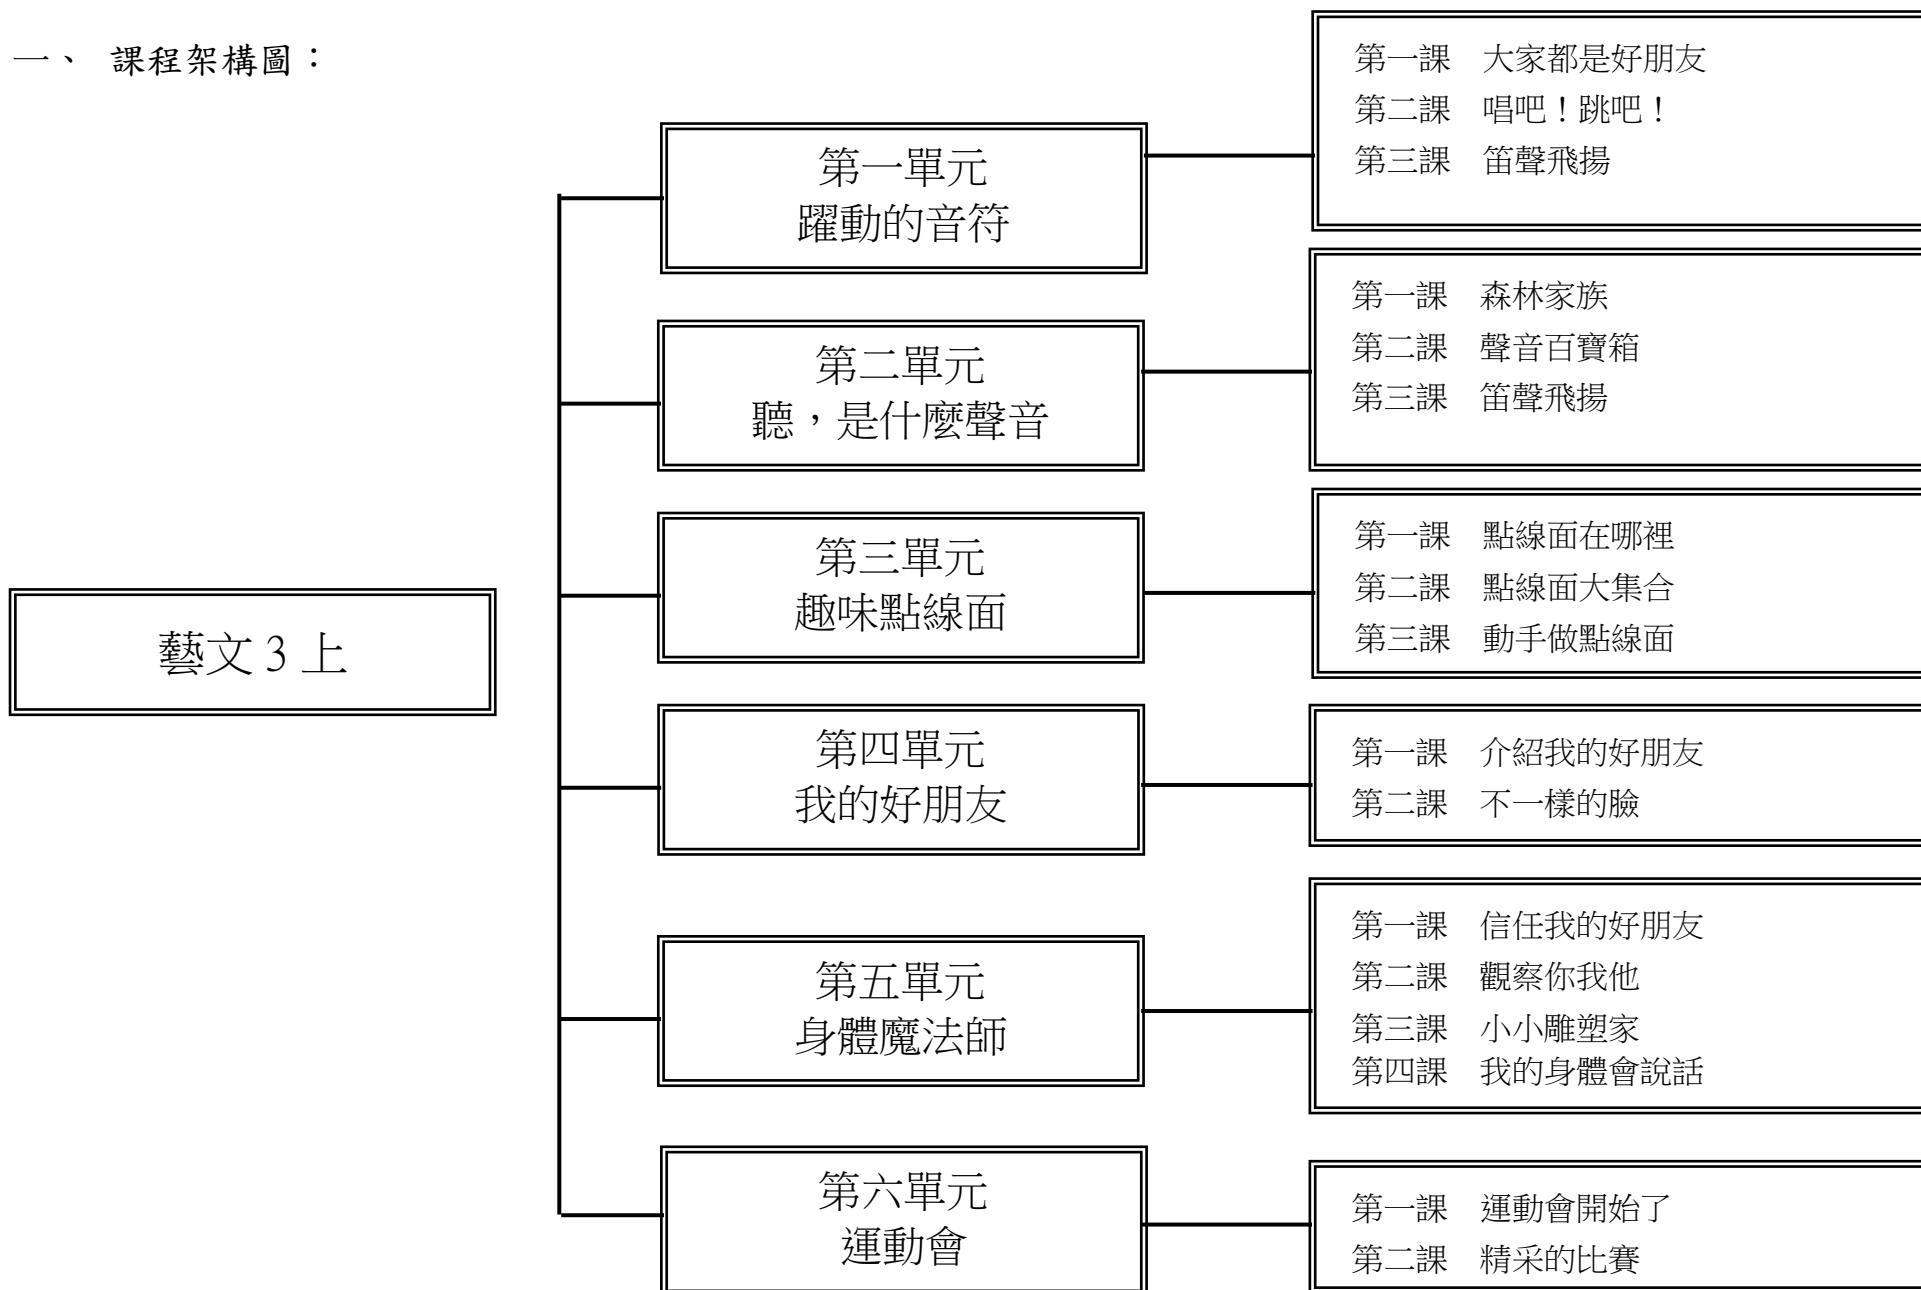 一、 課程架構圖：
藝文3上
第一單元
躍動的音符
第一課　大家都是好朋友
第二課　唱吧！跳吧！
第三課　笛聲飛揚
第二單元
聽，是什麼聲音
第一課　森林家族
第二課　聲音百寶箱
第三課　笛聲飛揚
第三單元
趣味點線面
第一課　點線面在哪裡
第二課　點線面大集合
第三課　動手做點線面
第四單元
我的好朋友
第一課　介紹我的好朋友
第二課　不一樣的臉
第五單元
身體魔法師
第一課　信任我的好朋友
第二課　觀察你我他
第三課　小小雕塑家
第四課　我的身體會說話
第六單元
運動會
第一課　運動會開始了
第二課　精采的比賽